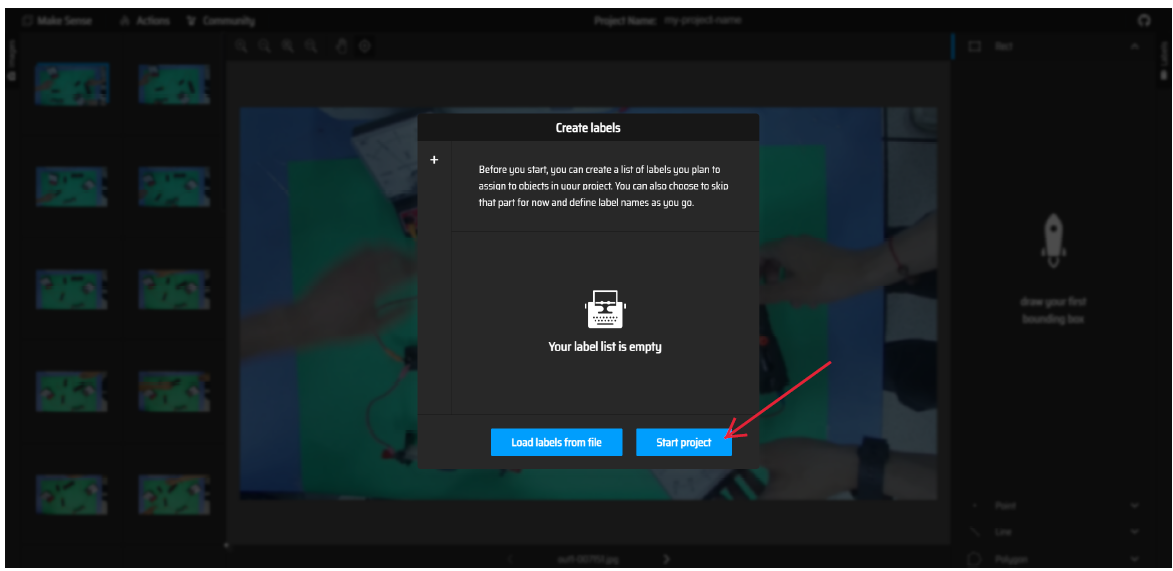 Make Sense
Actions
Community
Project Name: my-project-name
Images
Rect
Labels
Create labels
+
Before you start, you can create a list of labels you plan to
assign to objects in your project. You can also choose to skip
that part for now and define label names as you go.
Your label list is empty
draw your first
bounding box
Load labels from file
Start project
Point
Line
Polygon